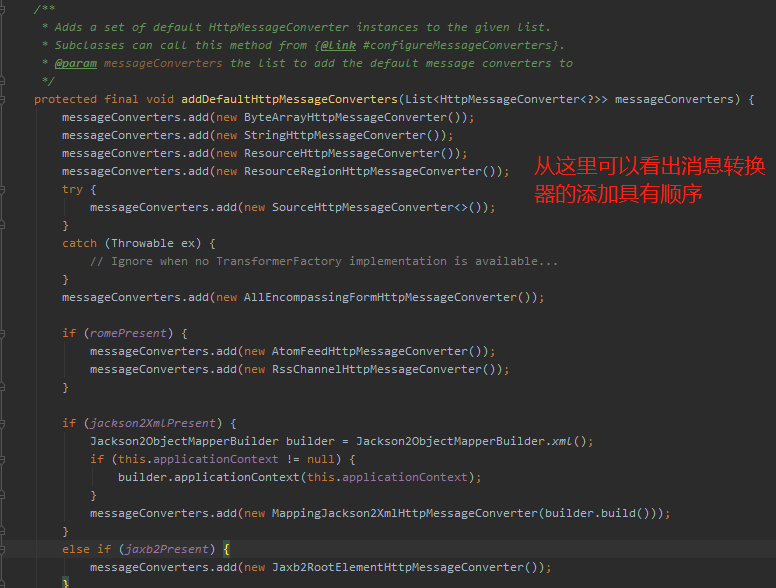 /**
* Adds a set of default HttpMessageConverter instances to the given list.
* Subclasses can call this method from {@link #configureMessageConverters}.
* @param messageConverters the list to add the default message converters to
*/
protected final void addDefaultHttpMessageConverters(List<HttpMessageConverter<?>> messageConverters) {
messageConverters.add(new ByteArrayHttpMessageConverter());
messageConverters.add(new StringHttpMessageConverter());
messageConverters.add(new ResourceHttpMessageConverter());
messageConverters.add(new ResourceRegionHttpMessageConverter());
从这里可以看出消息转换
器的添加具有顺序
try {
messageConverters.add(new SourceHttpMessageConverter<>());
}
catch (Throwable ex) {
// Ignore when no TransformerFactory implementation is available...
}
messageConverters.add(new AllEncompassingFormHttpMessageConverter());
if (romePresent) {
messageConverters.add(new AtomFeedHttpMessageConverter());
messageConverters.add(new RssChannelHttpMessageConverter());
}
if (jackson2XmlPresent) {
Jackson2ObjectMapperBuilder builder = Jackson2ObjectMapperBuilder.xml();
if (this.applicationContext != null) {
builder.applicationContext(this.applicationContext);
}
messageConverters.add(new MappingJackson2XmlHttpMessageConverter(builder.build()));
}
else if (jaxb2Present) {
messageConverters.add(new Jaxb2RootElementHttpMessageConverter());
}